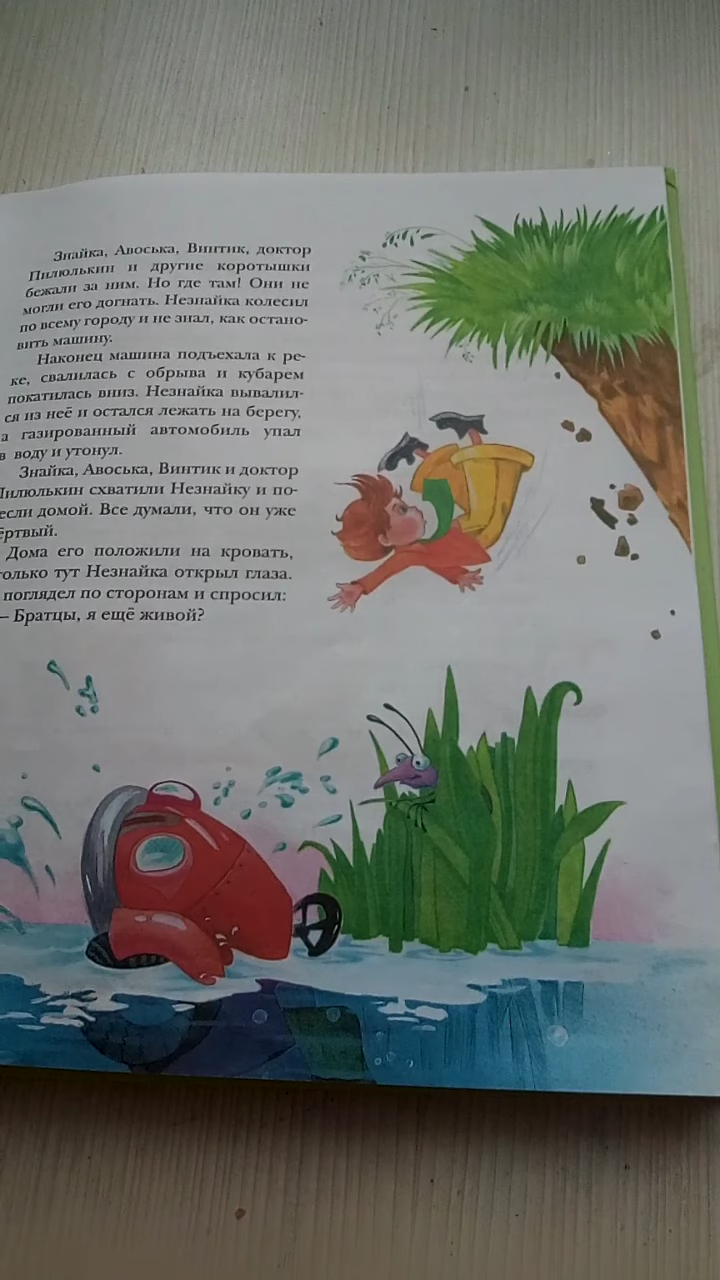 Знайка, Авоська, Винтик, доктор
Пилюлькин и другие коротышки
бежали за ним. Но где там! Они не
могли его догнать. Незнайка колесил
по всему городу и не знал, как остано-
вить машину.
Наконец машина подъехала к ре-
ке, свалилась с обрыва и кубарем
покатилась вниз. Незнайка вывалил-
ся из неё и остался лежать на берегу,
а газированный автомобиль упал
в воду и утонул.
Знайка, Авоська, Винтик и доктор
Пилюлькин схватили Незнайку и по-
если домой. Все думали, что он уже
ёртвый.
Дома его положили на кровать,
только тут Незнайка открыл глаза.
поглядел по сторонам и спросил:
— Братцы, я ещё живой?